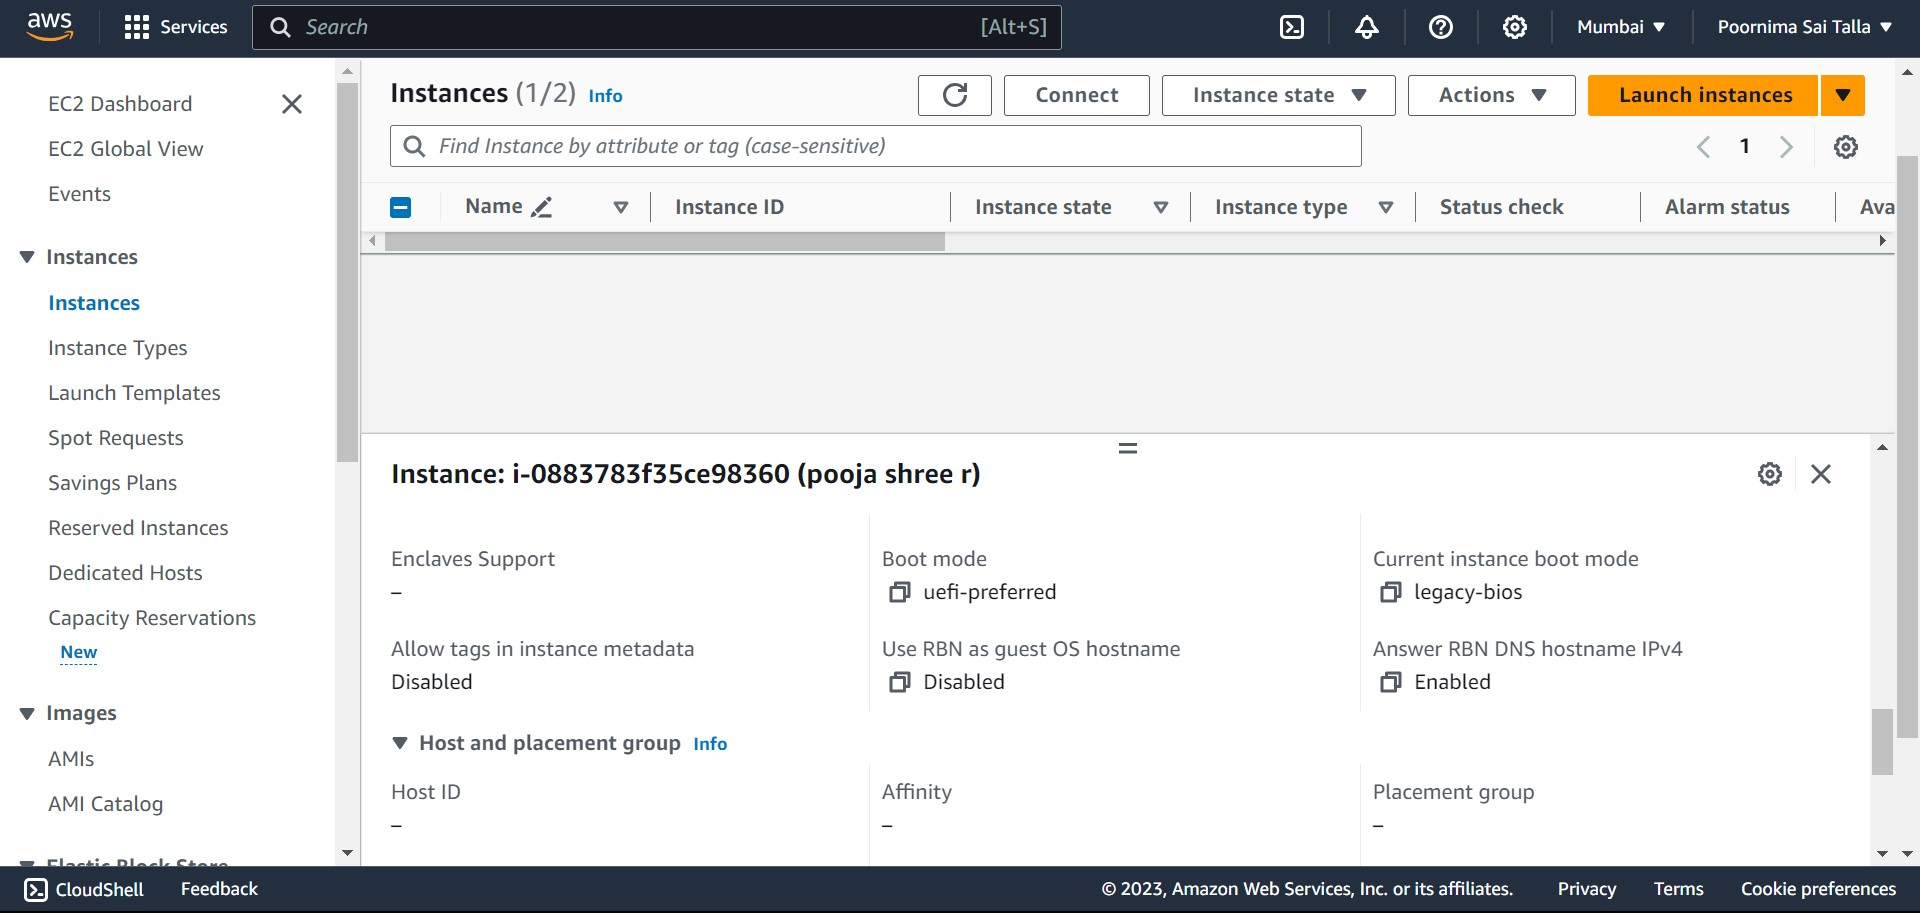 aws
Services
Search
[Alt+S]
Mumbai
Poornima Sai Talla
EC2 Dashboard
EC2 Global View
Events
Instances
Instances
Instance Types
Launch Templates
Spot Requests
Savings Plans
Reserved Instances
Dedicated Hosts
Capacity Reservations
New
Images
AMIs
AMI Catalog
Elastic Block Store
Instances (1/2) Info
Connect
Instance state
Actions
Launch instances
Find Instance by attribute or tag (case-sensitive)
1
Name
Instance ID
Instance state
Instance type
Status check
Alarm status
Ava
Instance: i-0883783f35ce98360 (pooja shree r)
Enclaves Support
–
Boot mode
uefi-preferred
Current instance boot mode
legacy-bios
Allow tags in instance metadata
Disabled
Use RBN as guest OS hostname
Disabled
Answer RBN DNS hostname IPv4
Enabled
Host and placement group Info
Host ID
–
Affinity
–
Placement group
–
CloudShell
Feedback
© 2023, Amazon Web Services, Inc. or its affiliates.
Privacy
Terms
Cookie preferences